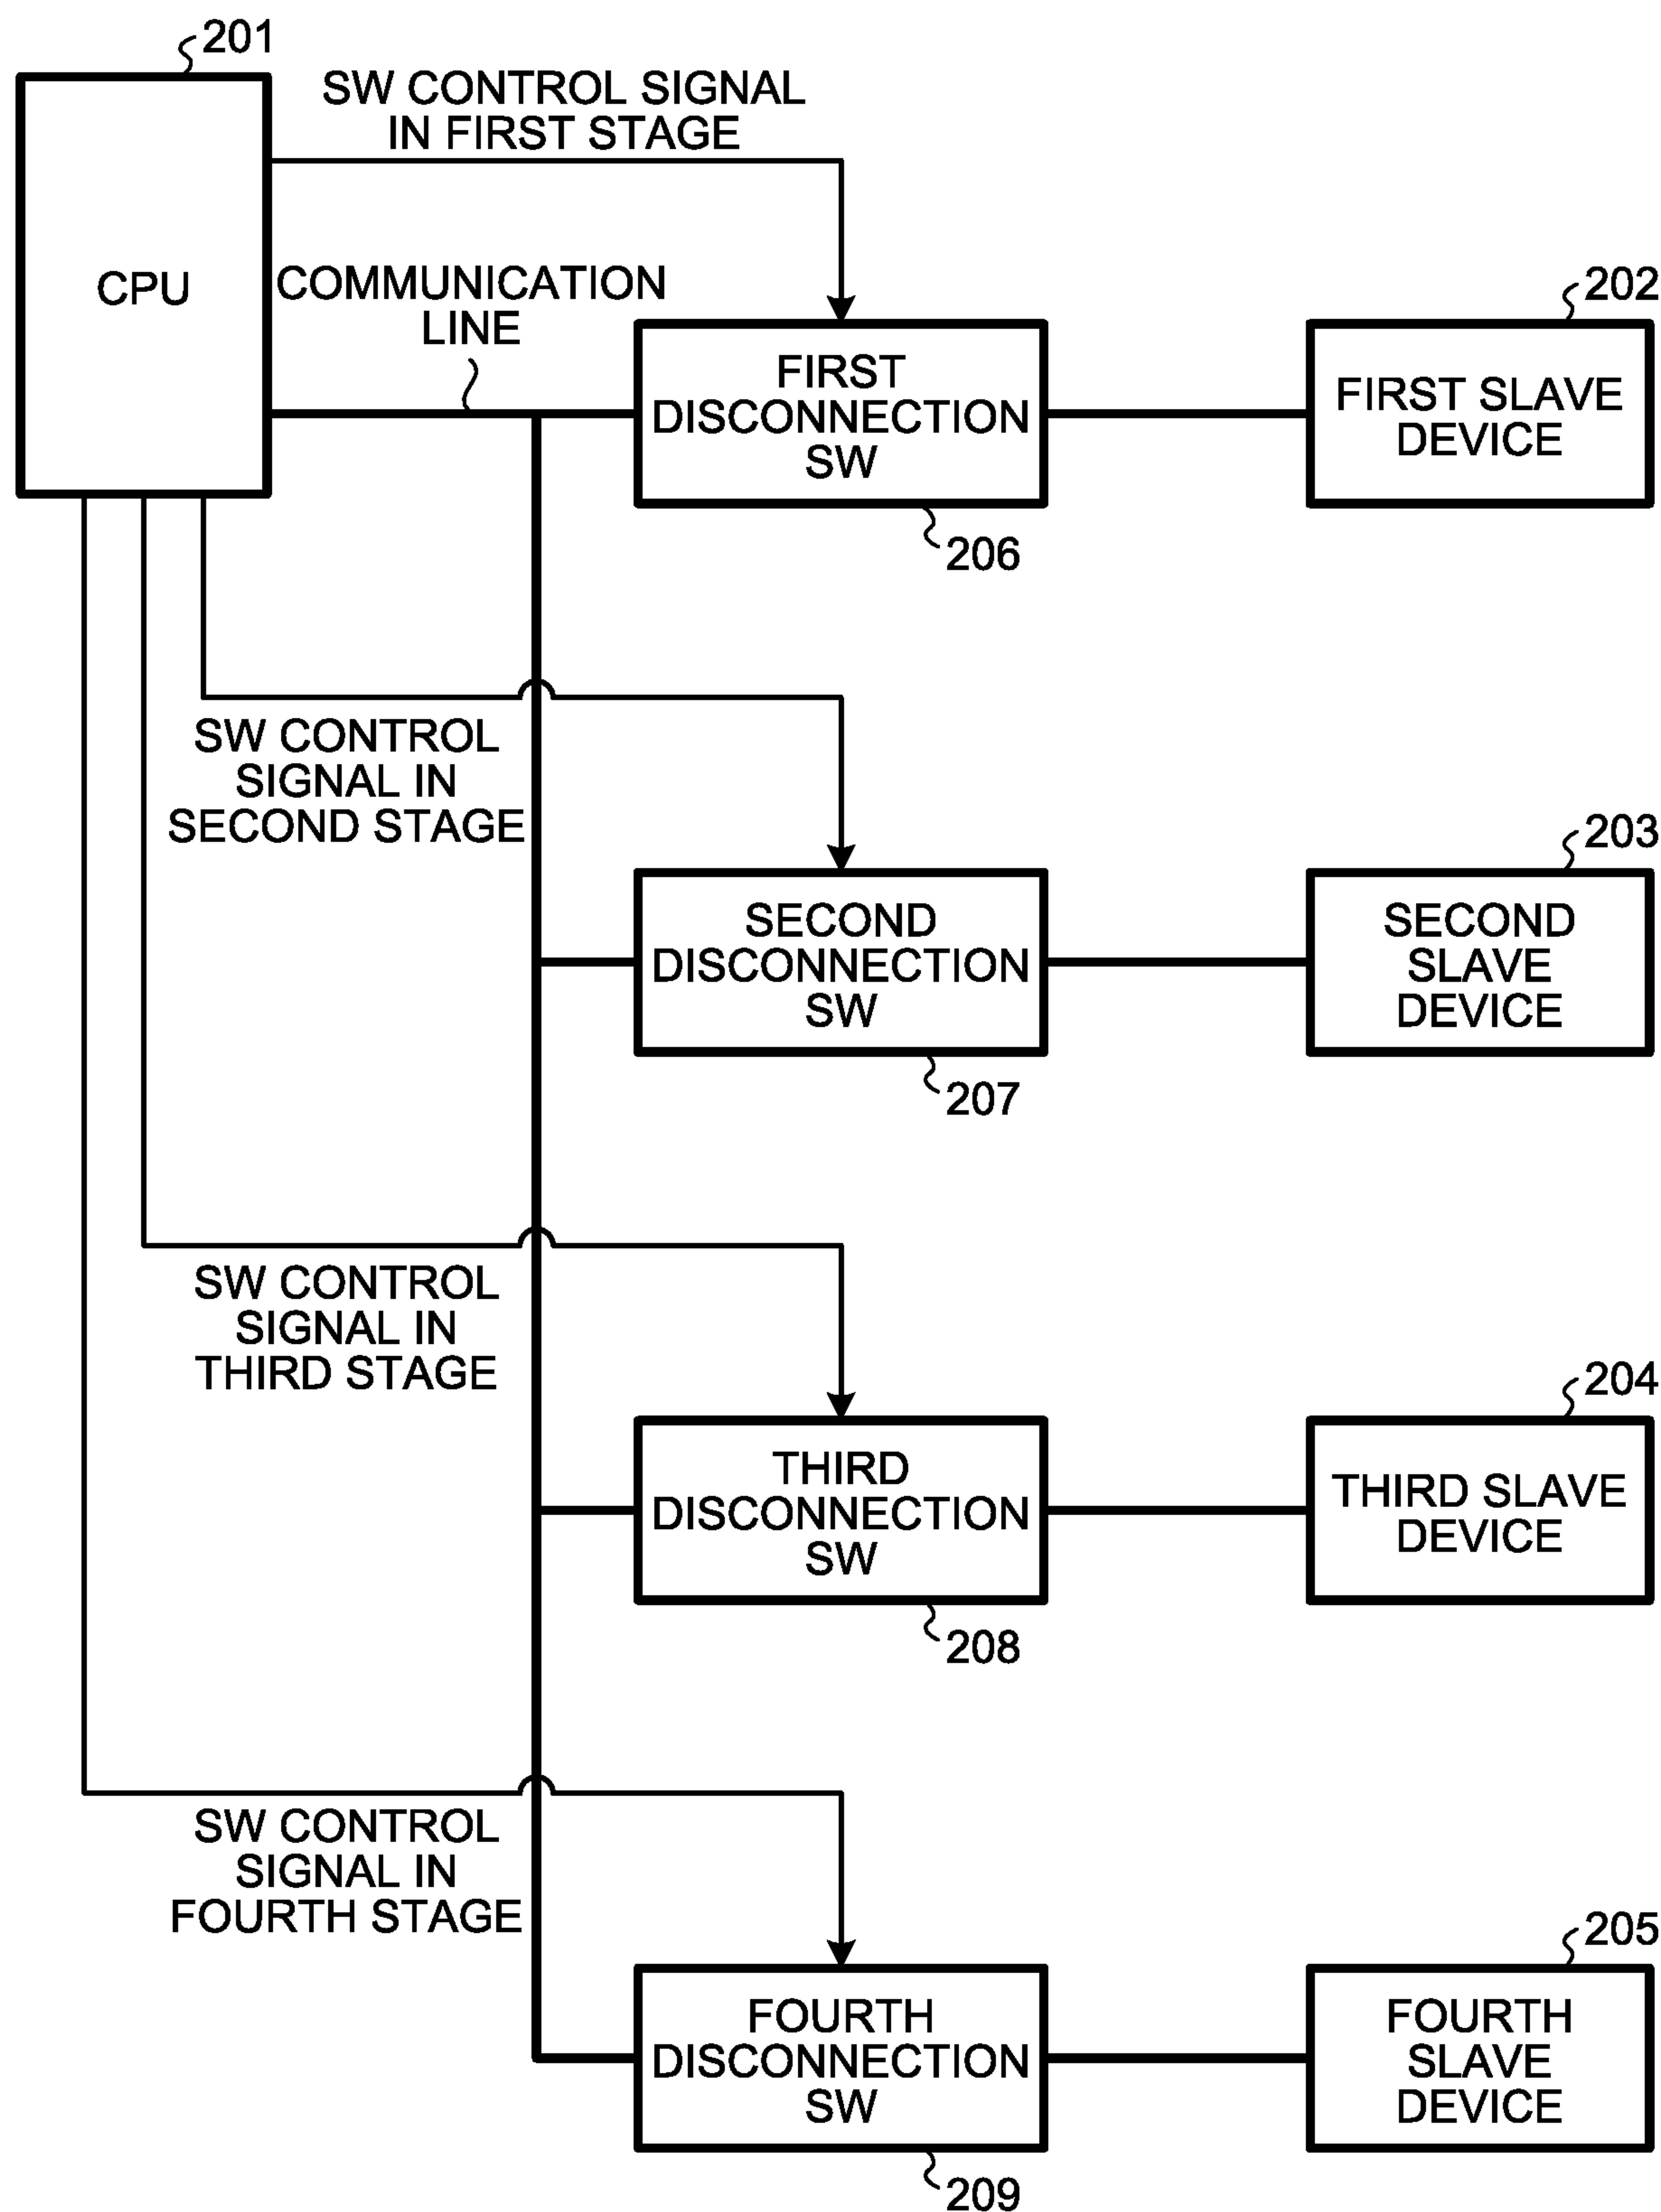 201
SW CONTROL SIGNAL
IN FIRST STAGE
CPU
COMMUNICATION
LINE
FIRST
DISCONNECTION
SW
206
202
FIRST SLAVE
DEVICE
SW CONTROL
SIGNAL IN
SECOND STAGE
SECOND
DISCONNECTION
SW
207
203
SECOND
SLAVE
DEVICE
SW CONTROL
SIGNAL IN
THIRD STAGE
THIRD
DISCONNECTION
SW
208
204
THIRD SLAVE
DEVICE
SW CONTROL
SIGNAL IN
FOURTH STAGE
FOURTH
DISCONNECTION
SW
209
205
FOURTH
SLAVE
DEVICE